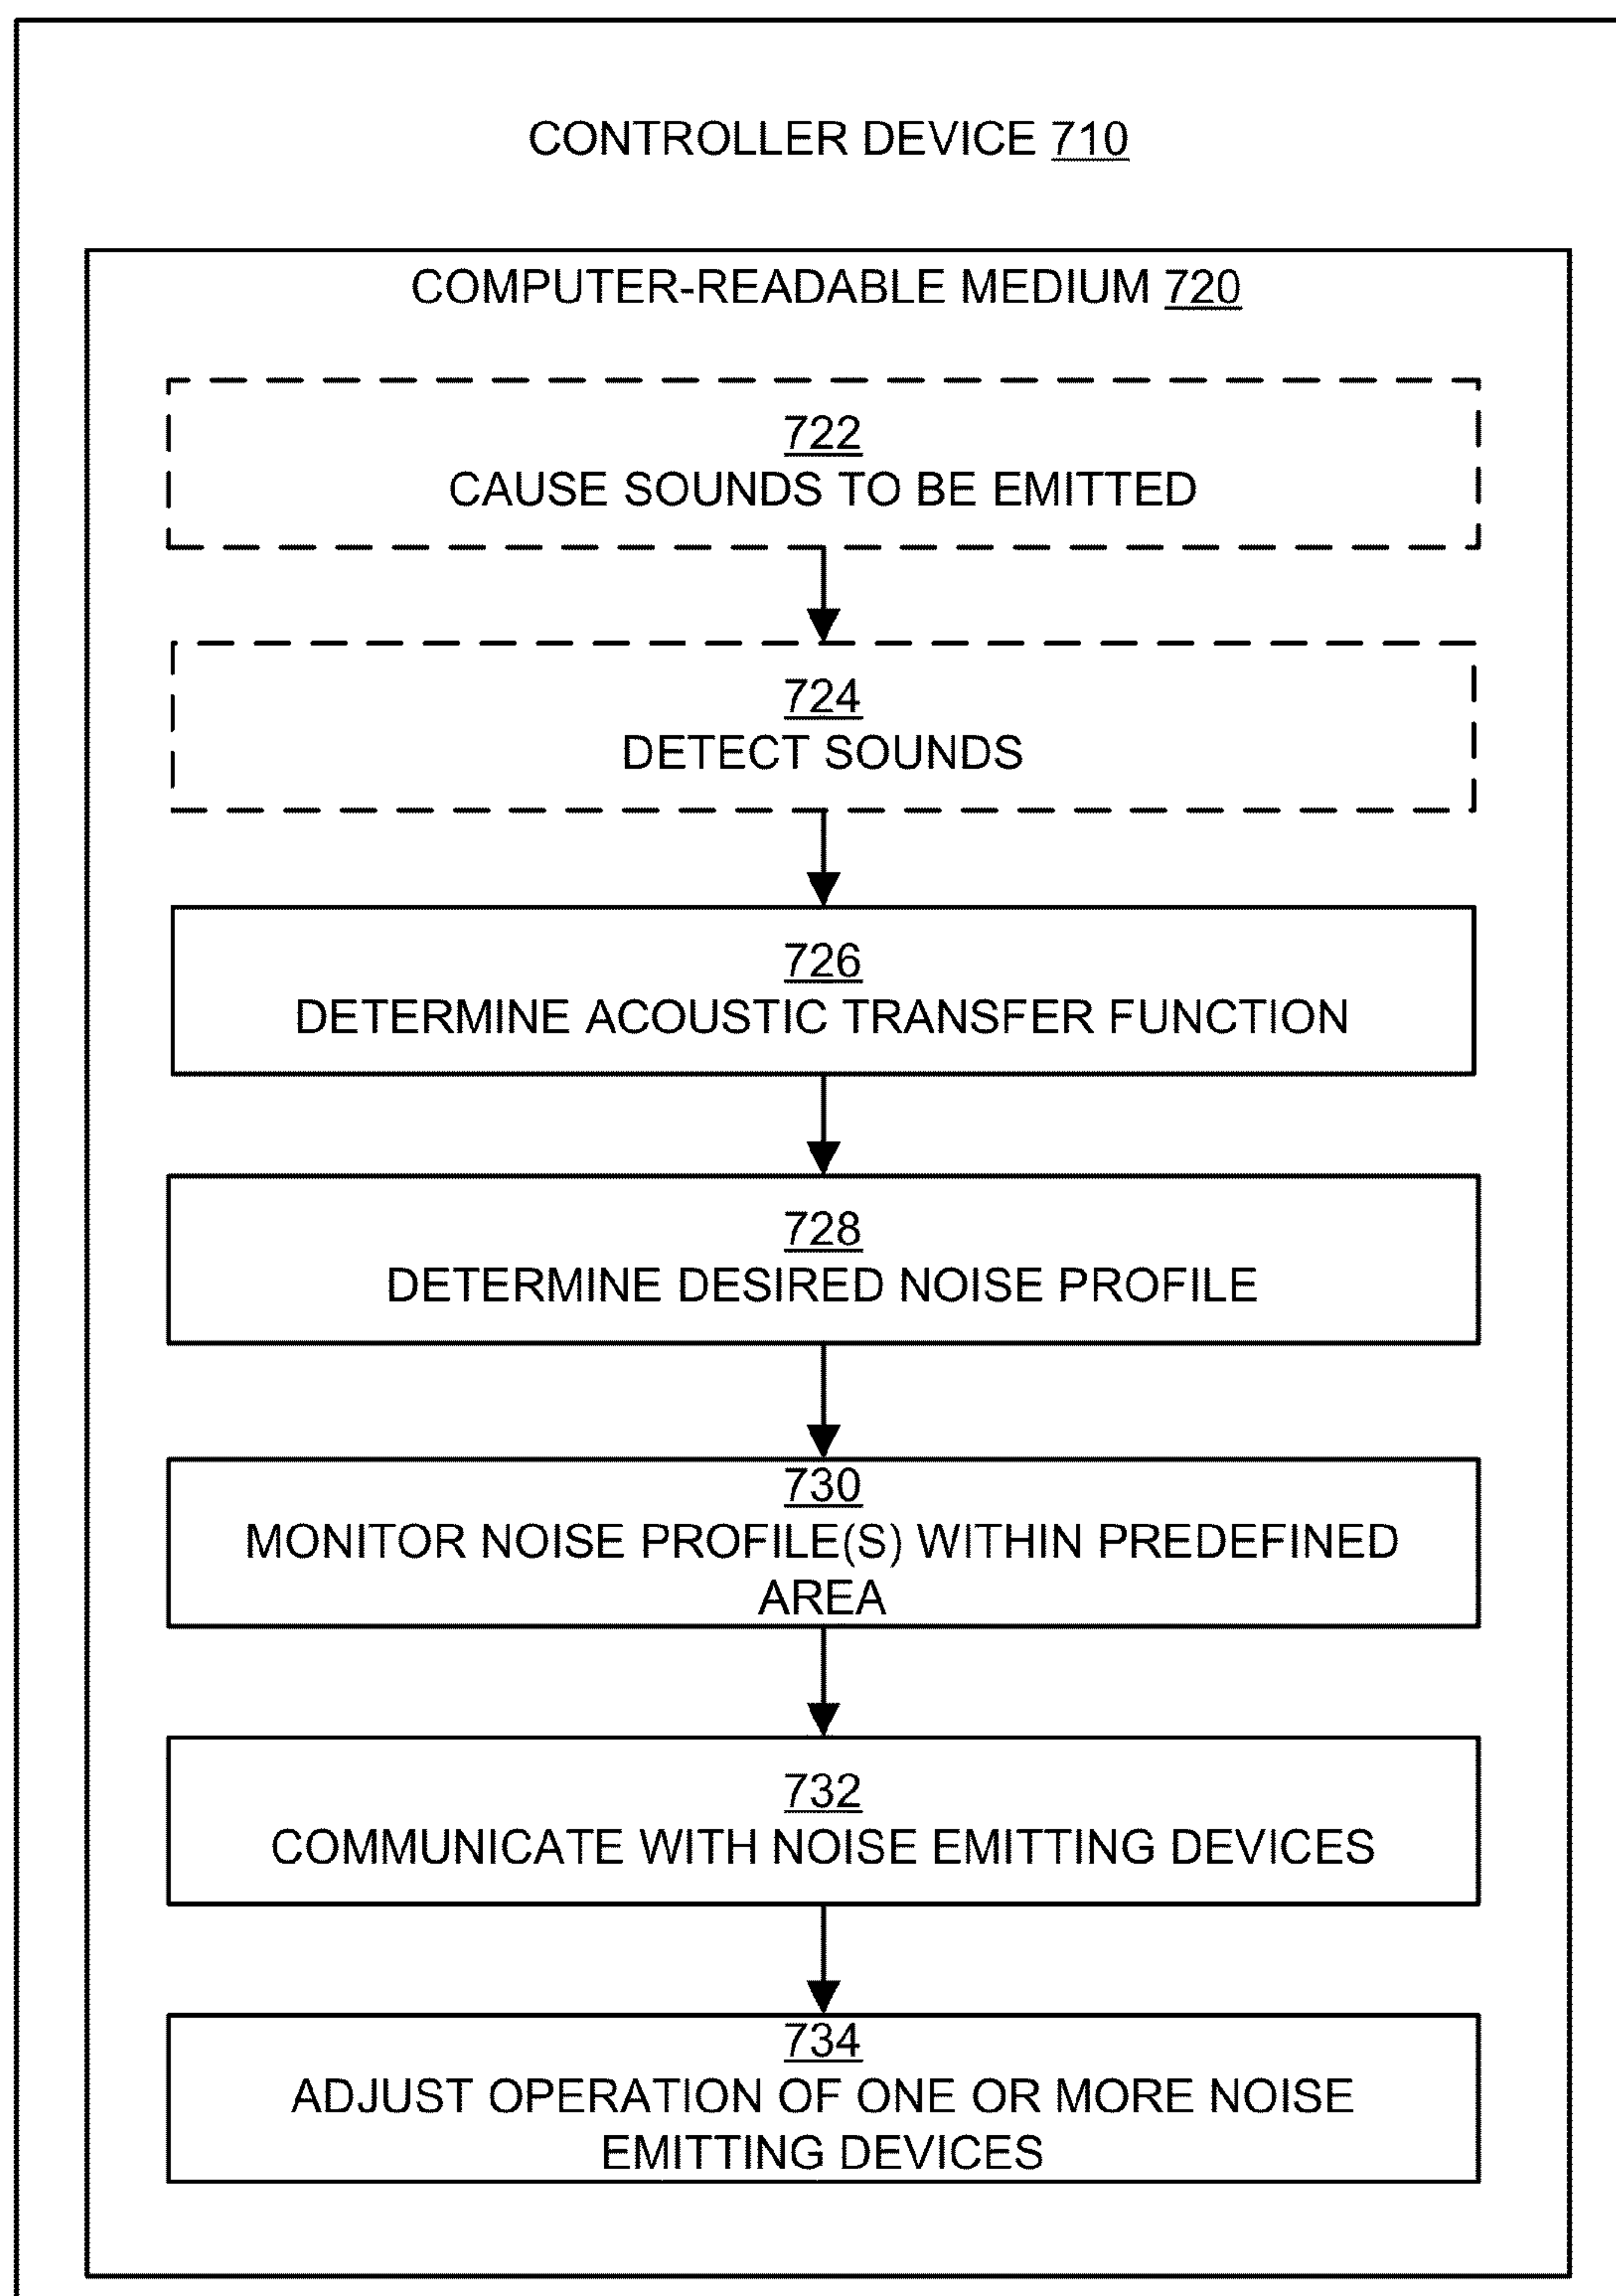 CONTROLLER DEVICE 710
COMPUTER-READABLE MEDIUM 720
722
CAUSE SOUNDS TO BE EMITTED
724
DETECT SOUNDS
726
DETERMINE ACOUSTIC TRANSFER FUNCTION
728
DETERMINE DESIRED NOISE PROFILE
730
MONITOR NOISE PROFILE(S) WITHIN PREDEFINED
AREA
732
COMMUNICATE WITH NOISE EMITTING DEVICES
734
ADJUST OPERATION OF ONE OR MORE NOISE
EMITTING DEVICES